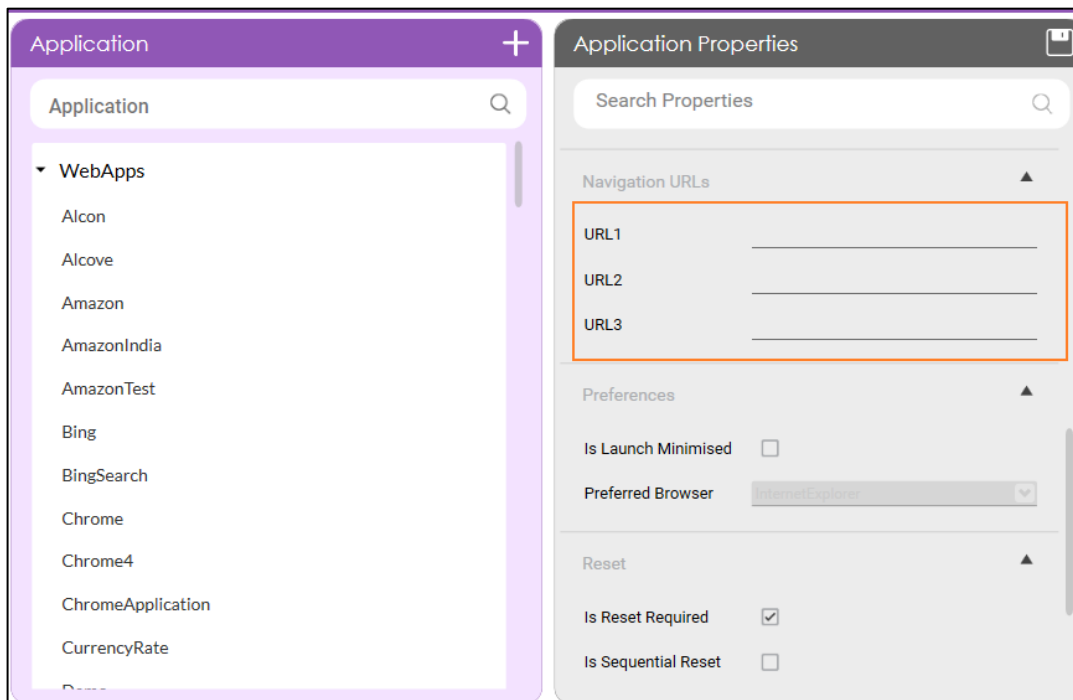 Application
Application
WebApps
Alcon
Alcove
Amazon
AmazonIndia
AmazonTest
Bing
BingSearch
Chrome
Chrome4
ChromeApplication
CurrencyRate
Application Properties
Search Properties
Navigation URLs
URL1
URL2
URL3
Preferences
Is Launch Minimised
Preferred Browser InternetExplorer
Reset
Is Reset Required
Is Sequential Reset